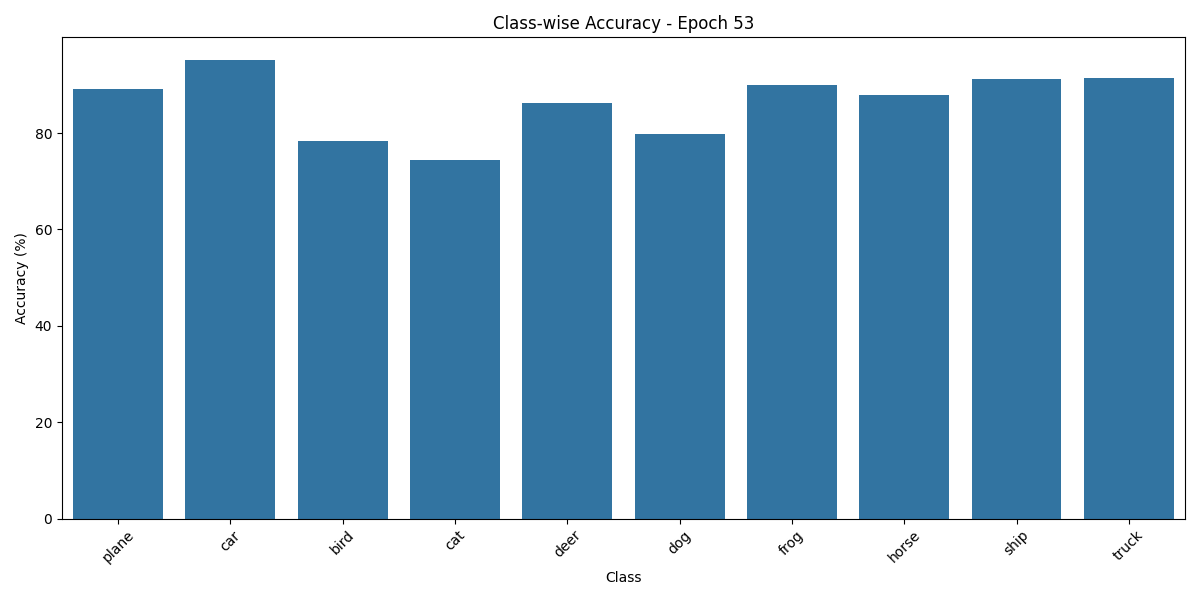 Class-wise Accuracy - Epoch 53
Accuracy (%)
80
60
40
20
0
plane car bird cat deer dog frog horse ship truck
Class